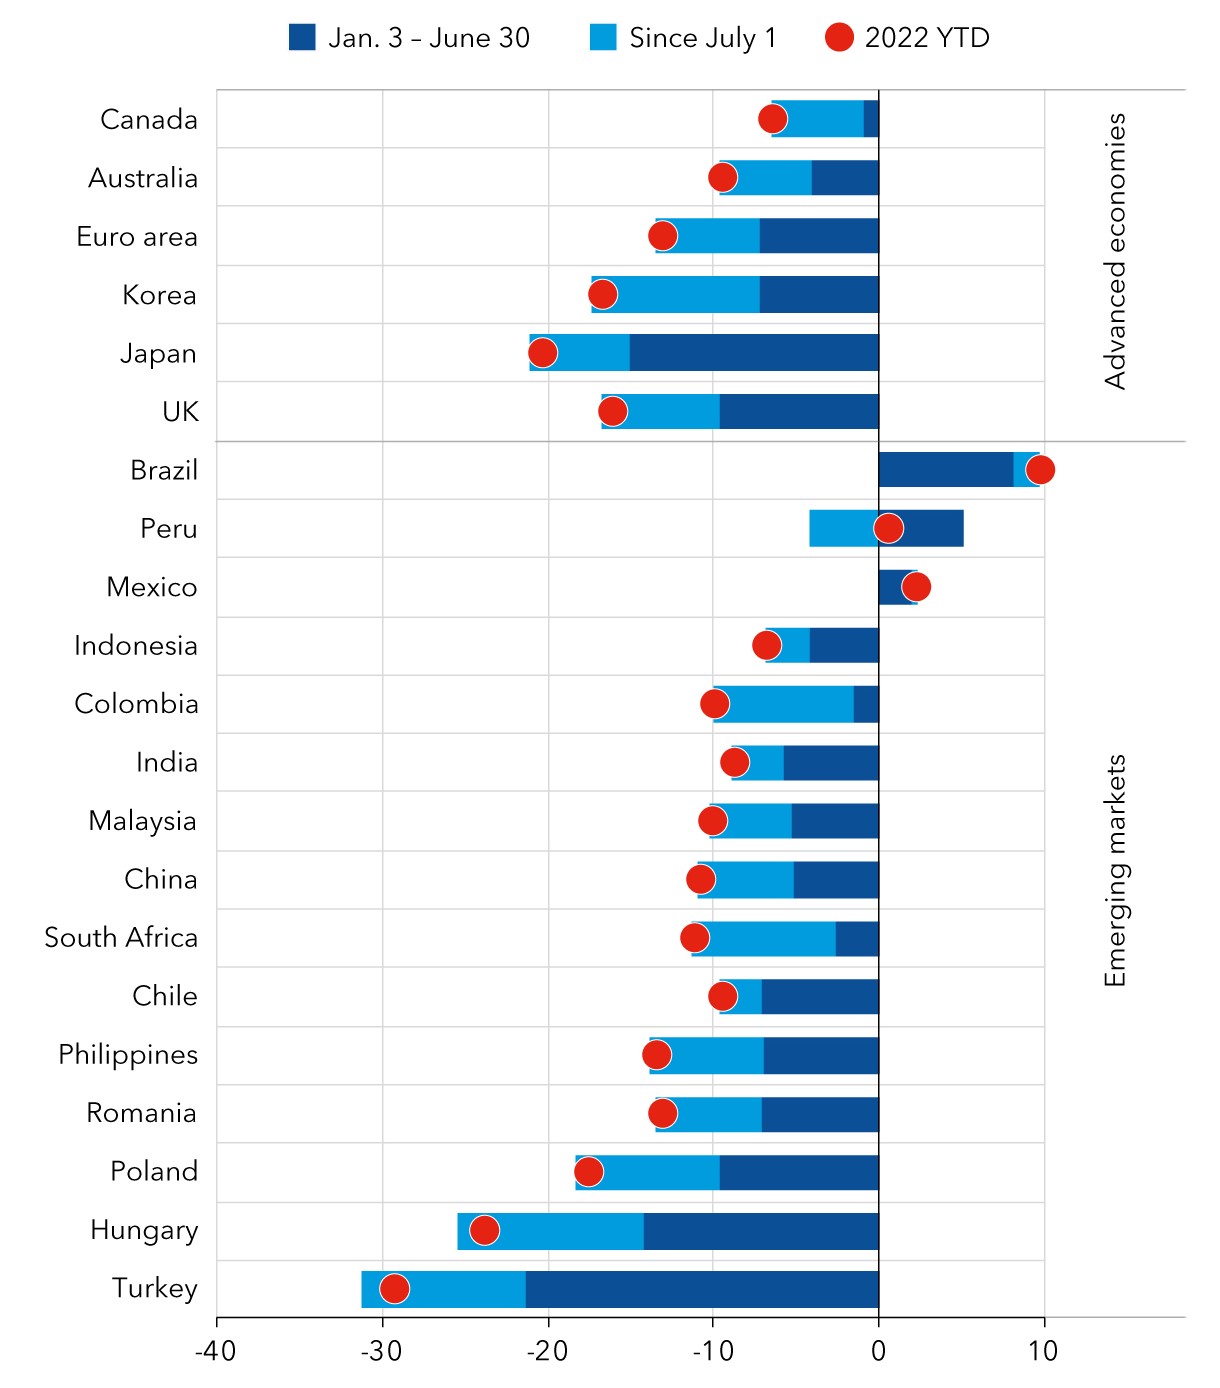 Jan. 3 – June 30 Since July 1 2022 YTD
Canada
Australia
Euro area
Korea
Japan
UK
Advanced economies
Brazil
Peru
Mexico
Indonesia
Colombia
India
Malaysia
China
South Africa
Chile
Philippines
Romania
Poland
Hungary
Turkey
Emerging markets
-40 -30 -20 -10 0 10